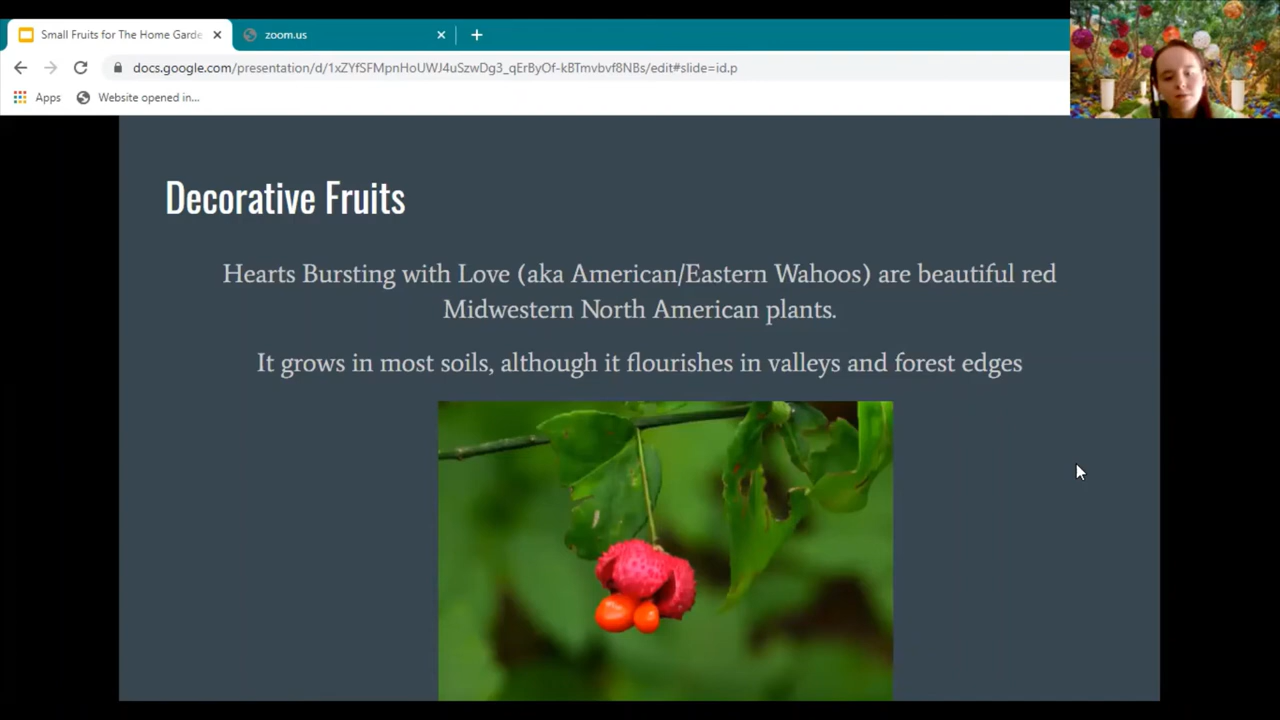 Small Fruits for The Home Garde
zoom.us
docs.google.com/presentation/d/1xZYfSFMpnHoUWJ4uSzwDg3_qErByOf-kBTmvbvf8NBs/edit#slide=id.p
Apps
Website opened in...
Decorative Fruits
Hearts Bursting with Love (aka American/Eastern Wahoos) are beautiful red
Midwestern North American plants.
It grows in most soils, although it flourishes in valleys and forest edges